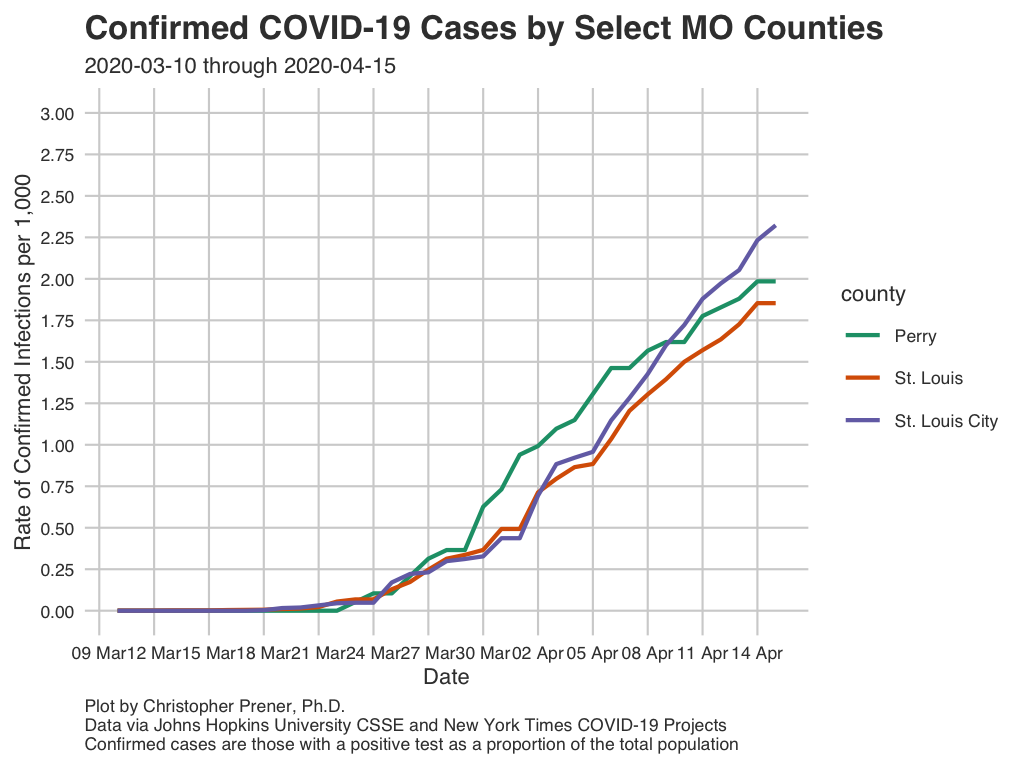 Confirmed COVID-19 Cases by Select MO Counties
2020-03-10 through 2020-04-15
Rate of Confirmed Infections per 1,000
3.00
2.75
2.50
2.25
2.00
1.75
1.50
1.25
1.00
0.75
0.50
0.25
0.00
09 Mar 12 Mar 15 Mar 18 Mar 21 Mar 24 Mar 27 Mar 30 Mar 02 Apr 05 Apr 08 Apr 11 Apr 14 Apr
Date
county
Perry
St. Louis
St. Louis City
Plot by Christopher Prener, Ph.D.
Data via Johns Hopkins University CSSE and New York Times COVID-19 Projects
Confirmed cases are those with a positive test as a proportion of the total population